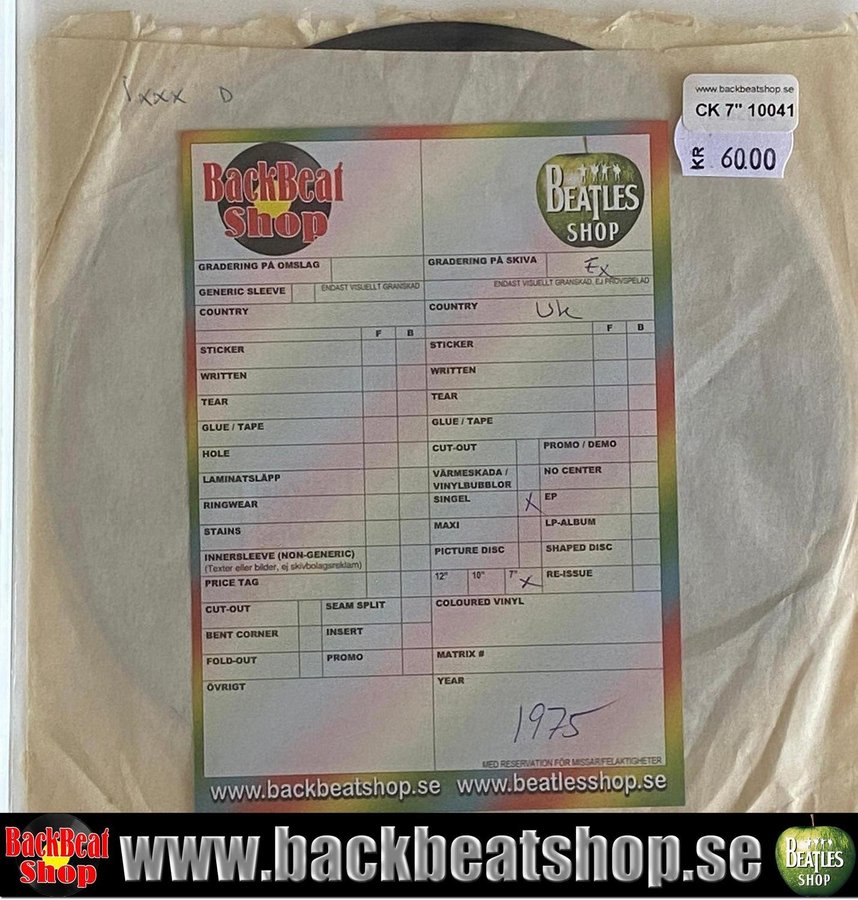 1xxx D
www.backbeatshop.se
CK 7" 10041
KR 6000
BackBeat
Shop
BEATLES
SHOP
GRADERING PÅ OMSLAG
GRADERING PÅ SKIVA Ex
GENERIC SLEEVE
ENDAST VISUELLT GRANSKAD
ENDAST VISUELLT GRANSKAD, EJ PROVSPELAD
COUNTRY
COUNTRY UK
F B
F B
STICKER
STICKER
WRITTEN
WRITTEN
TEAR
TEAR
GLUE / TAPE
GLUE / TAPE
HOLE
CUT-OUT PROMO / DEMO
LAMINATSLÄPP
VÄRMESKADA / NO CENTER
VINYLBUBBLOR
RINGWEAR
SINGEL X EP
STAINS
MAXI LP-ALBUM
INNERSLEEVE (NON-GENERIC)
(Texter eller bilder, ej skivbolagsreklam)
PICTURE DISC SHAPED DISC
PRICE TAG
12" 10" 7" X RE-ISSUE
CUT-OUT SEAM SPLIT
COLOURED VINYL
BENT CORNER INSERT
FOLD-OUT PROMO
MATRIX #
ÖVRIGT
YEAR
1975
MED RESERVATION FÖR MISSAR/FELAKTIGHETER
www.backbeatshop.se www.beatlesshop.se
BackBeat
Shop
www.backbeatshop.se
BEATLES
SHOP